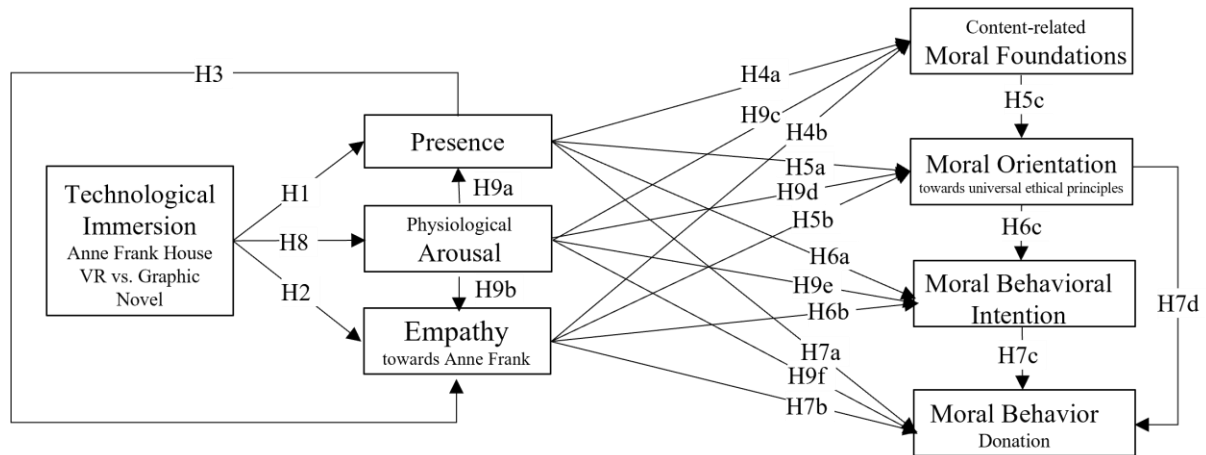 Content-related
Moral Foundations
H3
H4a
H9c
H4b
H5c
Presence
Technological
Immersion
Anne Frank House
VR vs. Graphic
Novel
H1
H9a
H5a
H9d
H5b
Moral Orientation
towards universal ethical principles
H8
Physiological
Arousal
H6c
H2
H9b
H6a
H9e
H6b
Moral Behavioral
Intention
H7d
Empathy
towards Anne Frank
H7a
H9f
H7b
H7c
Moral Behavior
Donation